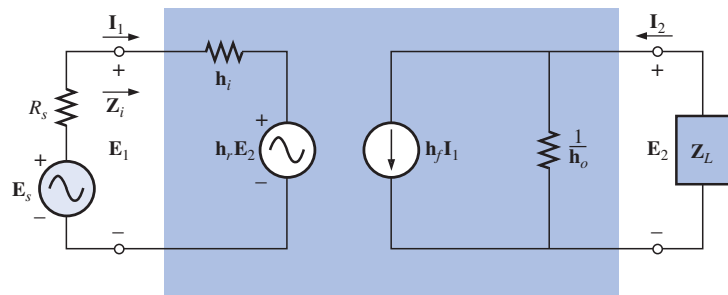 I1
I2
+
+
hi
Zi
Rs
+
hrE2
hfI1
1
ho
E1
E2
ZL
+
Es
−
−
−
−